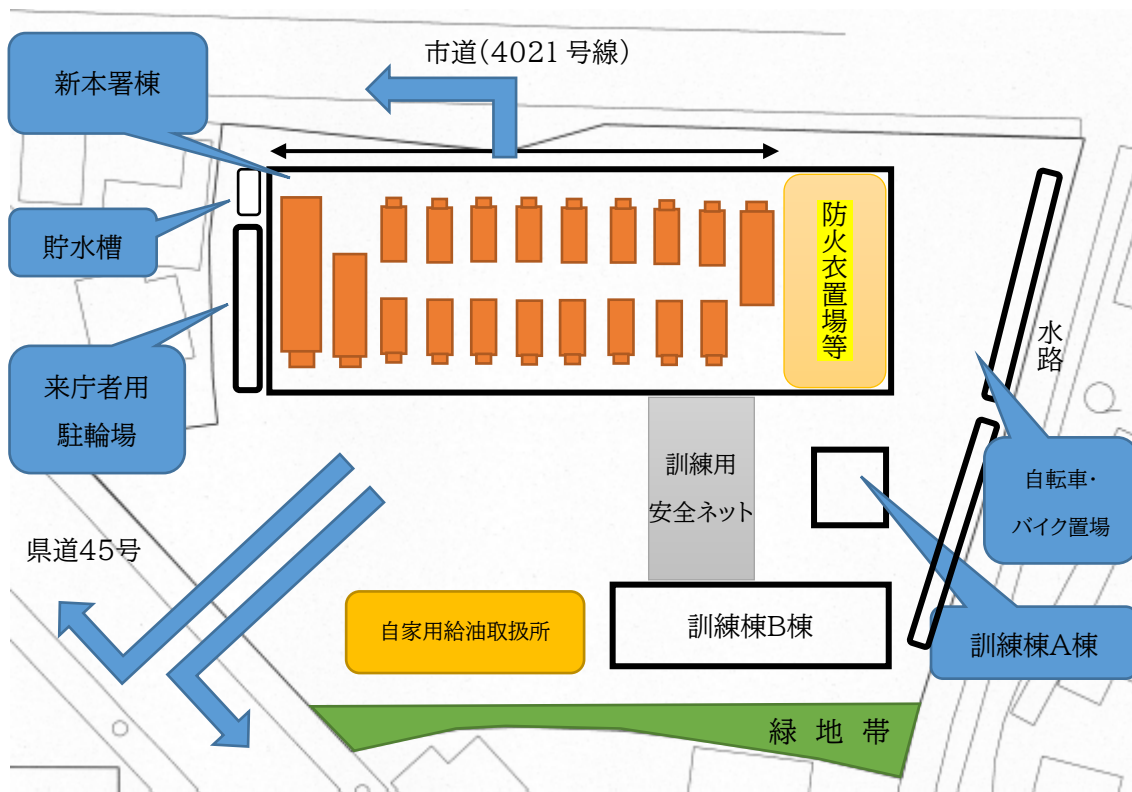 市道(4021号線)
新本署棟
貯水槽
防火衣置場等
水路
来庁者用
駐輪場
訓練用
安全ネット
自転車・
バイク置場
県道45号
自家用給油取扱所
訓練棟B棟
訓練棟A棟
緑地帯